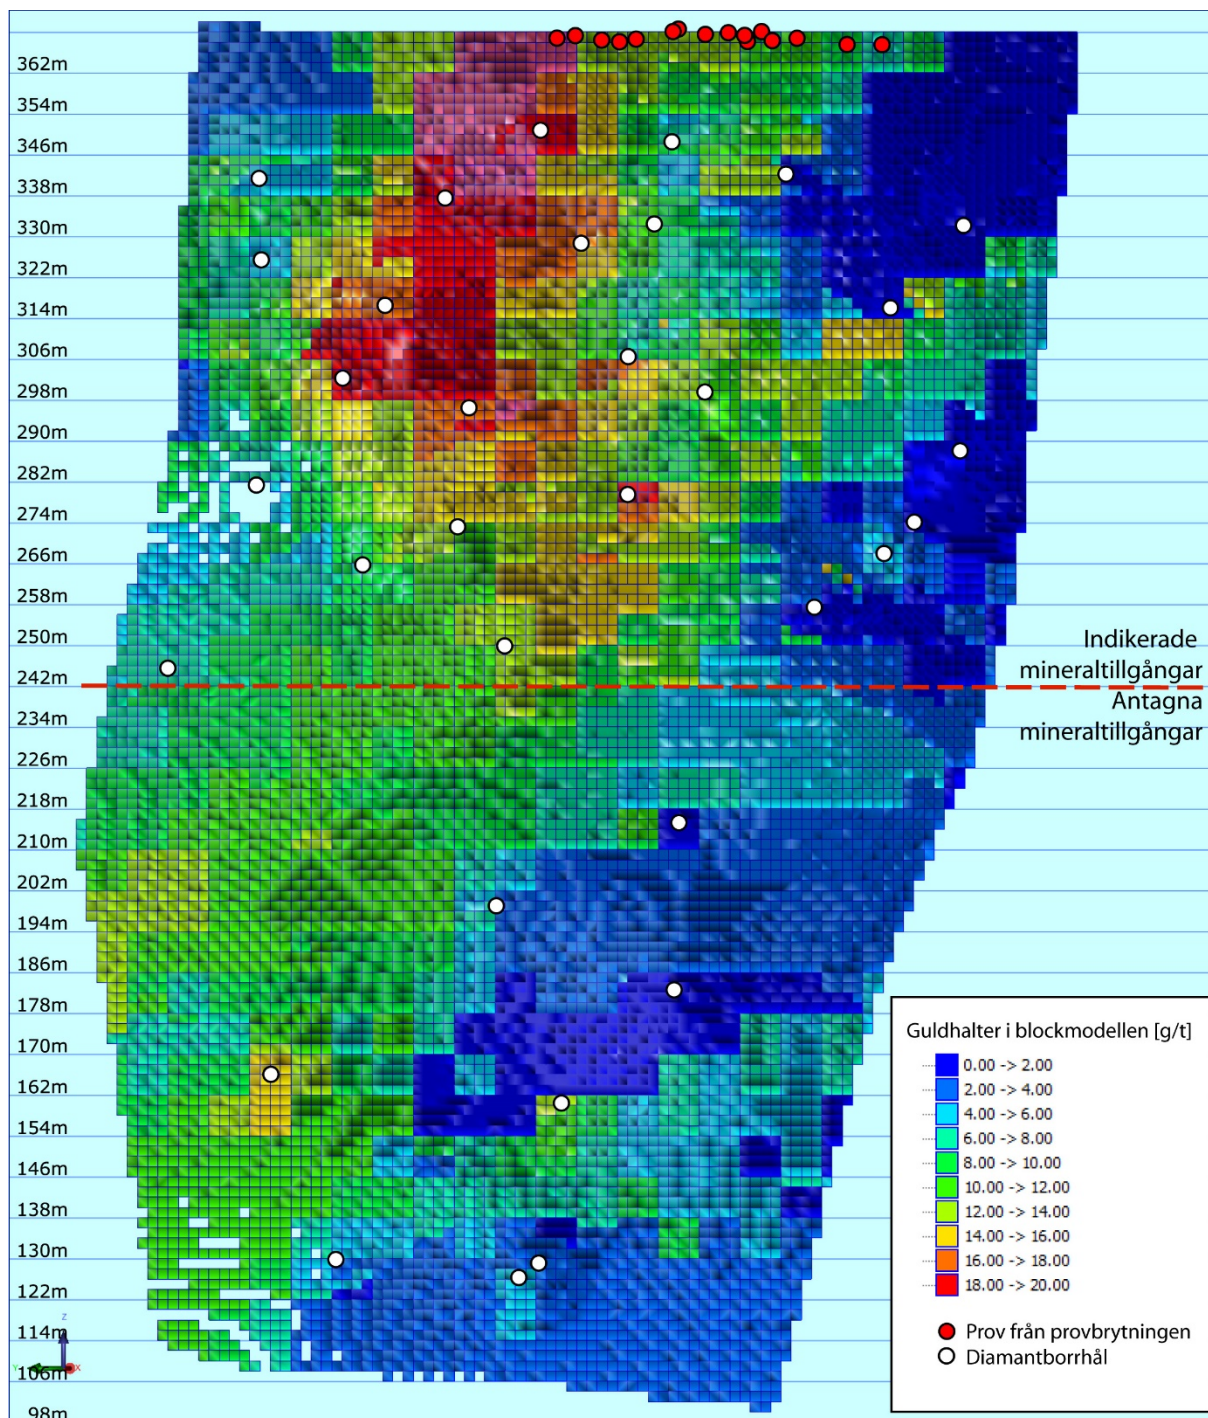 362m
354m
346m
338m
330m
322m
314m
306m
298m
290m
282m
274m
266m
258m
250m
Indikerade
mineraltillgångar
242m
Antagna
mineraltillgångar
234m
226m
218m
210m
202m
194m
186m
178m
170m
162m
154m
146m
138m
130m
122m
114m
106m
98m
Z
Y
X
Guldhalter i blockmodellen [g/t]
0.00 -> 2.00
2.00 -> 4.00
4.00 -> 6.00
6.00 -> 8.00
8.00 -> 10.00
10.00 -> 12.00
12.00 -> 14.00
14.00 -> 16.00
16.00 -> 18.00
18.00 -> 20.00
Prov från provbrytningen
Diamantborrhål